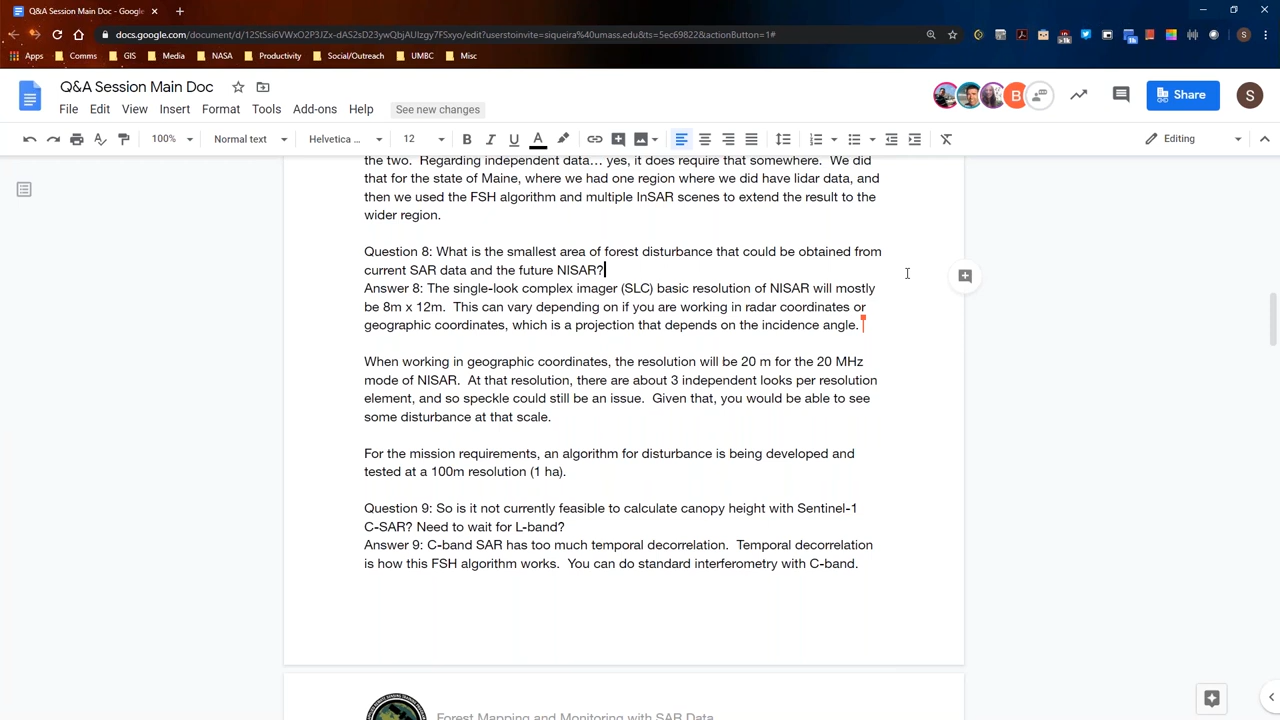 Q&A Session Main Doc - Google
docs.google.com/document/d/12StSsi6VWxO2P3JZx-dAS2sD23ywQbjAUIzgy7FSxyo/edit?userstoinvite=siqueira%40umass.edu&ts=5ec69822&actionButton=1#
Apps Comms GIS Media NASA Productivity Social/Outreach UMBC Misc
Q&A Session Main Doc
File Edit View Insert Format Tools Add-ons Help See new changes
B Share S
100% Normal text Helvetica ... 12 B I U A Editing
the two. Regarding independent data… yes, it does require that somewhere. We did
that for the state of Maine, where we had one region where we did have lidar data, and
then we used the FSH algorithm and multiple InSAR scenes to extend the result to the
wider region.
Question 8: What is the smallest area of forest disturbance that could be obtained from
current SAR data and the future NISAR?
Answer 8: The single-look complex imager (SLC) basic resolution of NISAR will mostly
be 8m x 12m. This can vary depending on if you are working in radar coordinates or
geographic coordinates, which is a projection that depends on the incidence angle.
When working in geographic coordinates, the resolution will be 20 m for the 20 MHz
mode of NISAR. At that resolution, there are about 3 independent looks per resolution
element, and so speckle could still be an issue. Given that, you would be able to see
some disturbance at that scale.
For the mission requirements, an algorithm for disturbance is being developed and
tested at a 100m resolution (1 ha).
Question 9: So is it not currently feasible to calculate canopy height with Sentinel-1
C-SAR? Need to wait for L-band?
Answer 9: C-band SAR has too much temporal decorrelation. Temporal decorrelation
is how this FSH algorithm works. You can do standard interferometry with C-band.
Forest Mapping and Monitoring with SAR Data